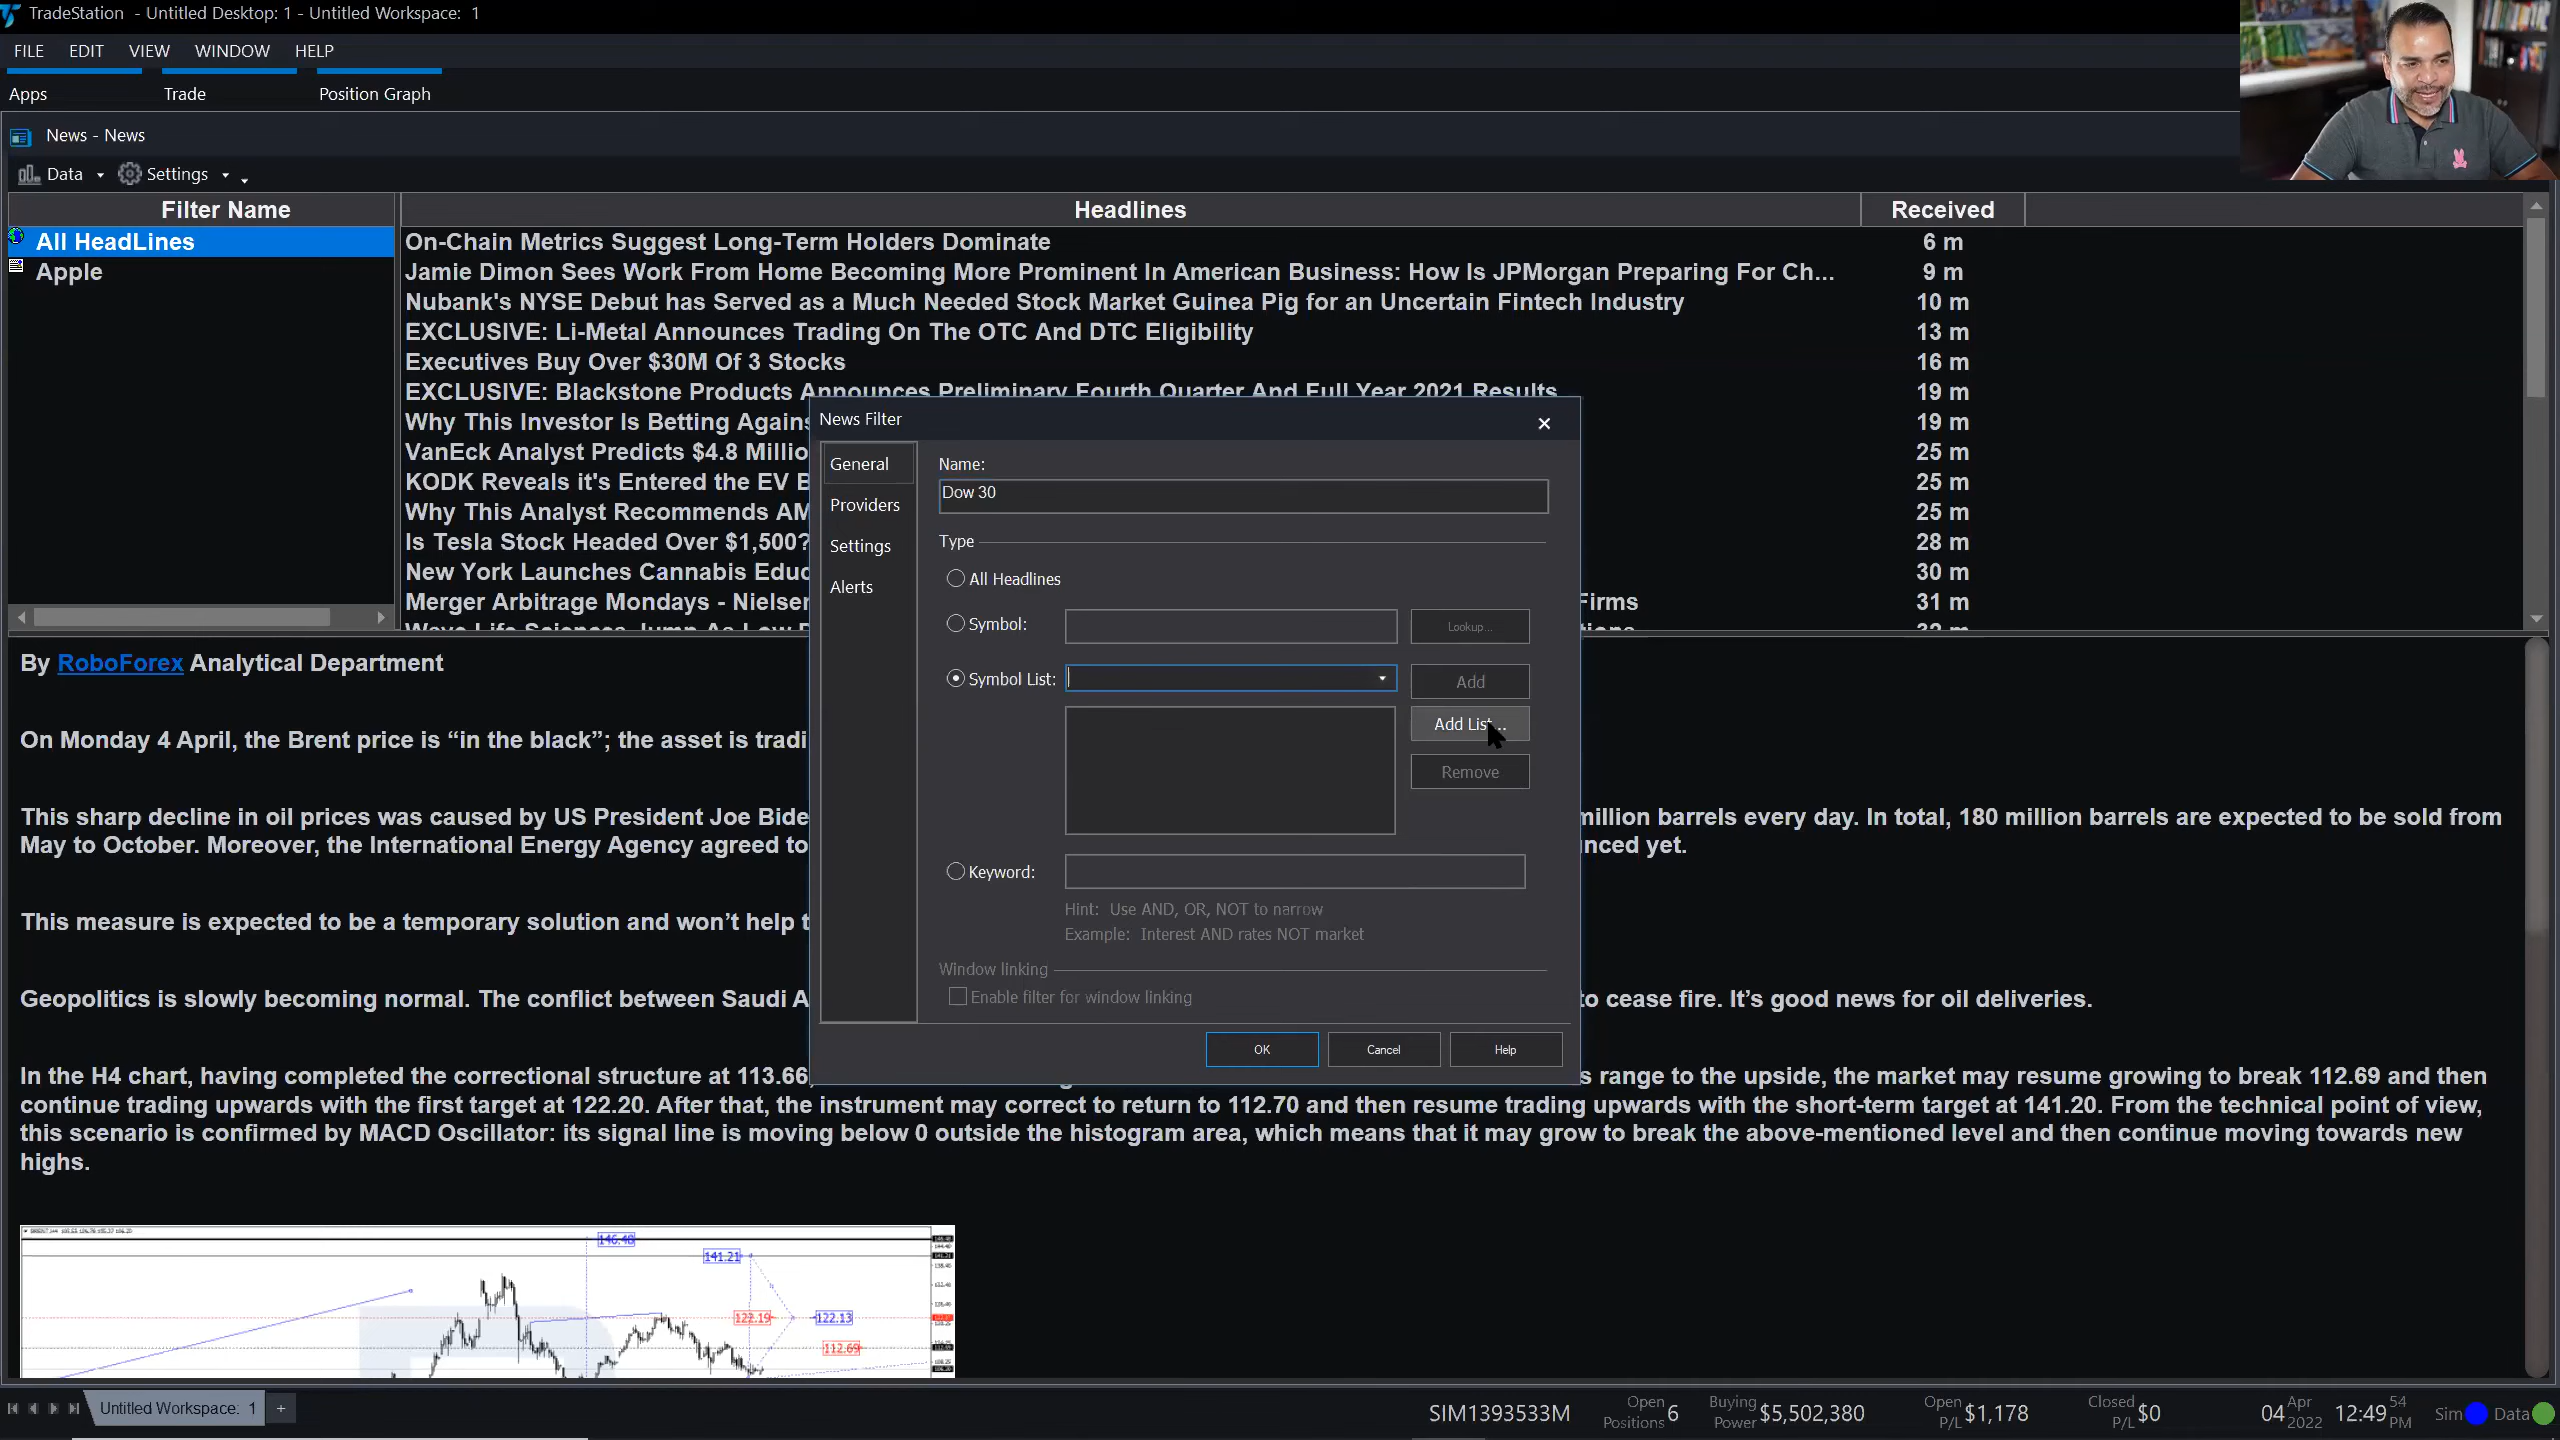 TradeStation - Untitled Desktop: 1 - Untitled Workspace: 1
FILE EDIT VIEW WINDOW HELP
Apps Trade Position Graph
News - News
Data Settings
Filter Name Headlines Received
All HeadLines On-Chain Metrics Suggest Long-Term Holders Dominate 6 m
Apple Jamie Dimon Sees Work From Home Becoming More Prominent In American Business: How Is JPMorgan Preparing For Ch... 9 m
Nubank's NYSE Debut has Served as a Much Needed Stock Market Guinea Pig for an Uncertain Fintech Industry 10 m
EXCLUSIVE: Li-Metal Announces Trading On The OTC And DTC Eligibility 13 m
Executives Buy Over $30M Of 3 Stocks 16 m
EXCLUSIVE: Blackstone Products Announces Preliminary Fourth Quarter And Full Year 2021 Results 19 m
Why This Investor Is Betting Agains 19 m
VanEck Analyst Predicts $4.8 Millio 25 m
KODK Reveals it's Entered the EV B 25 m
Why This Analyst Recommends AM 25 m
Is Tesla Stock Headed Over $1,500? 28 m
New York Launches Cannabis Educ 30 m
Merger Arbitrage Mondays - Nielsen Firms 31 m
Wave Life Sciences Jump As Low 32 m
News Filter
General
Providers
Settings
Alerts
Name:
Dow 30
Type
All Headlines
Symbol: Lookup...
Symbol List: Add
Add List...
Remove
Keyword:
Hint: Use AND, OR, NOT to narrow
Example: Interest AND rates NOT market
Window linking
Enable filter for window linking
OK Cancel Help
By RoboForex Analytical Department
On Monday 4 April, the Brent price is “in the black”; the asset is tradi
This sharp decline in oil prices was caused by US President Joe Bide million barrels every day. In total, 180 million barrels are expected to be sold from
May to October. Moreover, the International Energy Agency agreed to nced yet.
This measure is expected to be a temporary solution and won’t help t
Geopolitics is slowly becoming normal. The conflict between Saudi A to cease fire. It’s good news for oil deliveries.
In the H4 chart, having completed the correctional structure at 113.66, s range to the upside, the market may resume growing to break 112.69 and then
continue trading upwards with the first target at 122.20. After that, the instrument may correct to return to 112.70 and then resume trading upwards with the short-term target at 141.20. From the technical point of view,
this scenario is confirmed by MACD Oscillator: its signal line is moving below 0 outside the histogram area, which means that it may grow to break the above-mentioned level and then continue moving towards new
highs.
146.48
141.21
122.19 122.13
112.69
Untitled Workspace: 1 +
SIM1393533M Open Positions 6 Buying Power $5,502,380 Open P/L $1,178 Closed P/L $0 04 Apr 2022 12:49 54 PM Sim Data